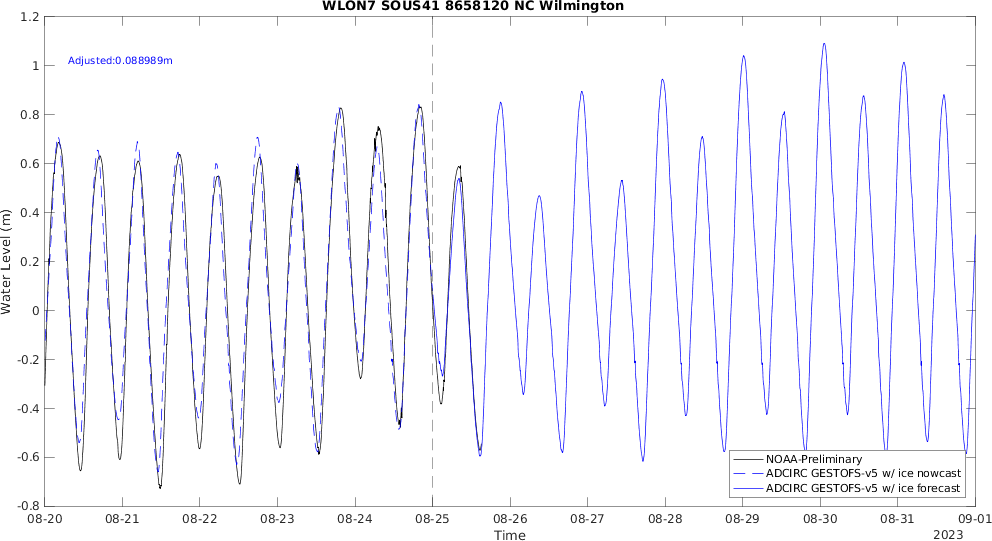 WLON7 SOUS41 8658120 NC Wilmington
Adjusted:0.088989m
Water Level (m)
1.2
1
0.8
0.6
0.4
0.2
0
-0.2
-0.4
-0.6
-0.8
NOAA-Preliminary
ADCIRC GESTOFS-v5 w/ ice nowcast
ADCIRC GESTOFS-v5 w/ ice forecast
08-20 08-21 08-22 08-23 08-24 08-25 08-26 08-27 08-28 08-29 08-30 08-31 09-01
Time
2023